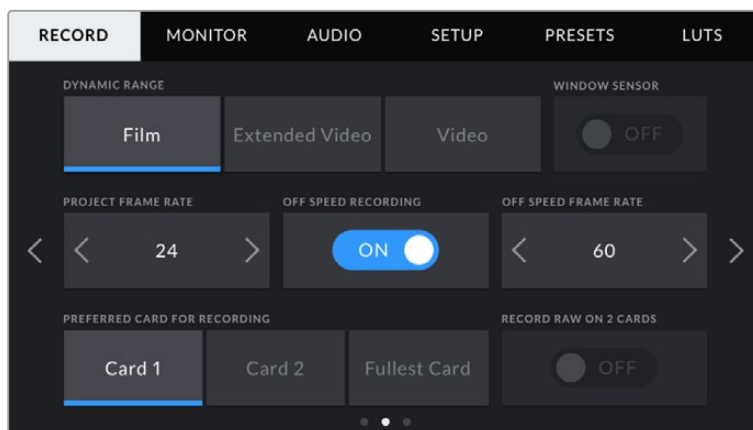 RECORD MONITOR AUDIO SETUP PRESETS LUTS
DYNAMIC RANGE WINDOW SENSOR
Film Extended Video Video OFF
PROJECT FRAME RATE OFF SPEED RECORDING OFF SPEED FRAME RATE
24 ON 60
PREFERRED CARD FOR RECORDING RECORD RAW ON 2 CARDS
Card 1 Card 2 Fullest Card OFF